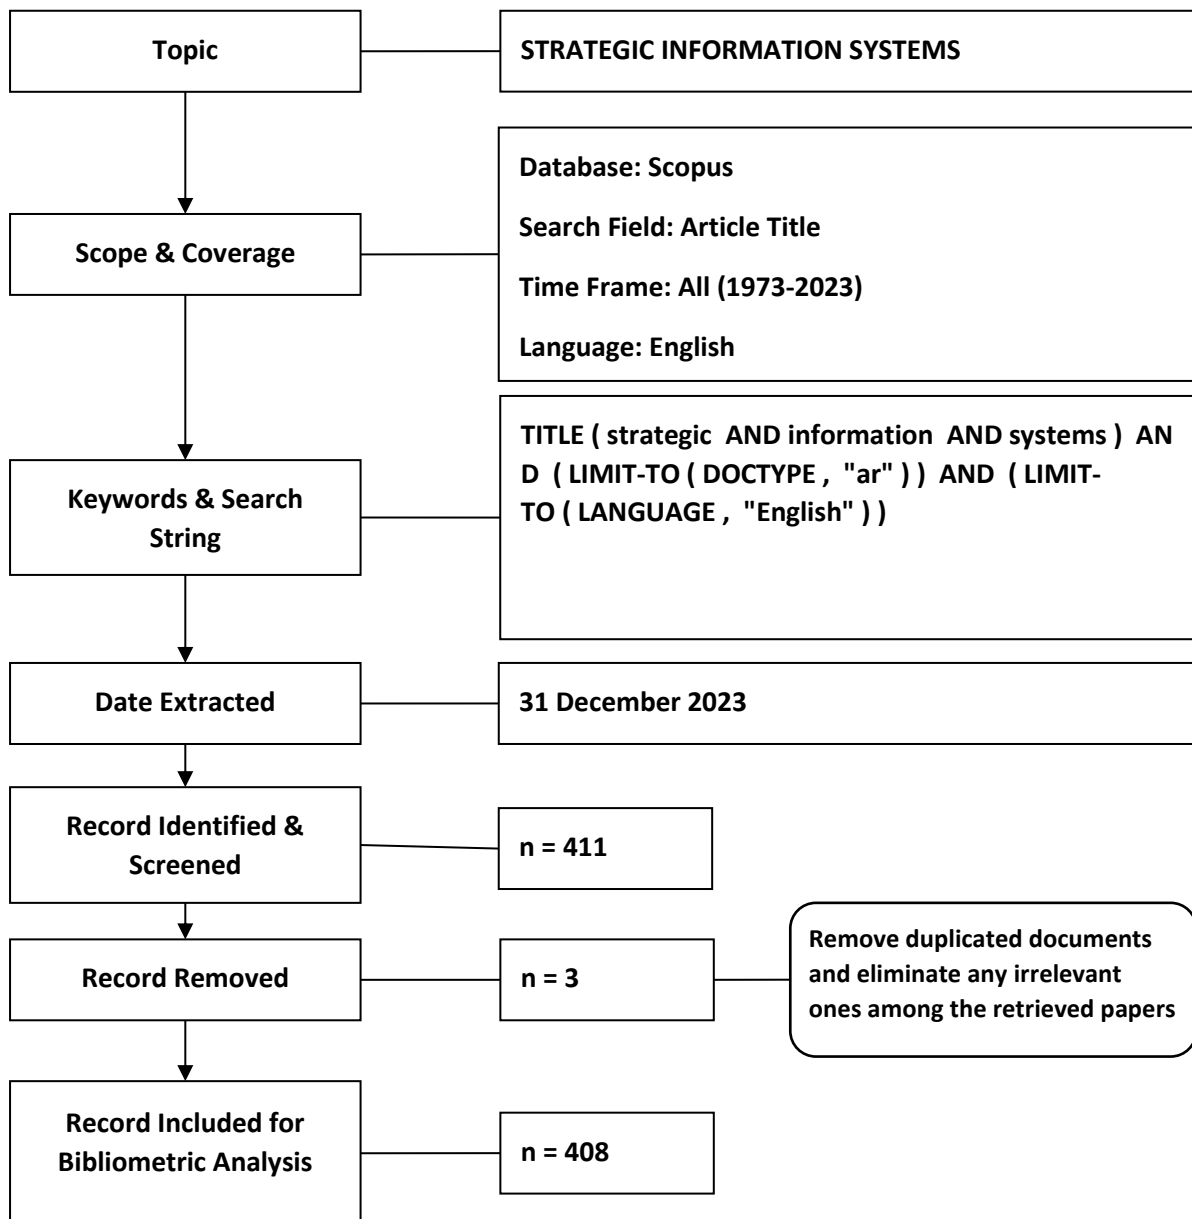 Topic
STRATEGIC INFORMATION SYSTEMS
Scope & Coverage
Database: Scopus
Search Field: Article Title
Time Frame: All (1973-2023)
Language: English
Keywords & Search
String
TITLE ( strategic AND information AND systems ) AN
D ( LIMIT-TO ( DOCTYPE , "ar" ) ) AND ( LIMIT-
TO ( LANGUAGE , "English" ) )
Date Extracted
31 December 2023
Record Identified &
Screened
n = 411
Record Removed
n = 3
Remove duplicated documents
and eliminate any irrelevant
ones among the retrieved papers
Record Included for
Bibliometric Analysis
n = 408